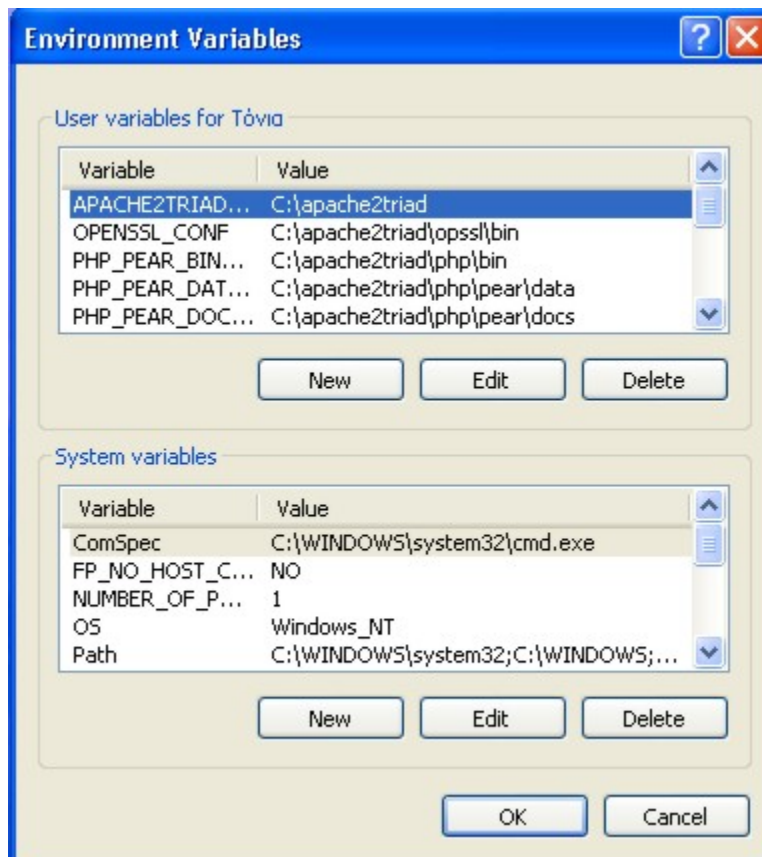 Environment Variables
User variables for Τόνια
Variable Value
APACHE2TRIAD... C:\apache2triad
OPENSSL_CONF C:\apache2triad\opssl\bin
PHP_PEAR_BIN... C:\apache2triad\php\bin
PHP_PEAR_DAT... C:\apache2triad\php\pear\data
PHP_PEAR_DOC... C:\apache2triad\php\pear\docs
New Edit Delete
System variables
Variable Value
ComSpec C:\WINDOWS\system32\cmd.exe
FP_NO_HOST_C... NO
NUMBER_OF_P... 1
OS Windows_NT
Path C:\WINDOWS\system32;C:\WINDOWS;...
New Edit Delete
OK Cancel